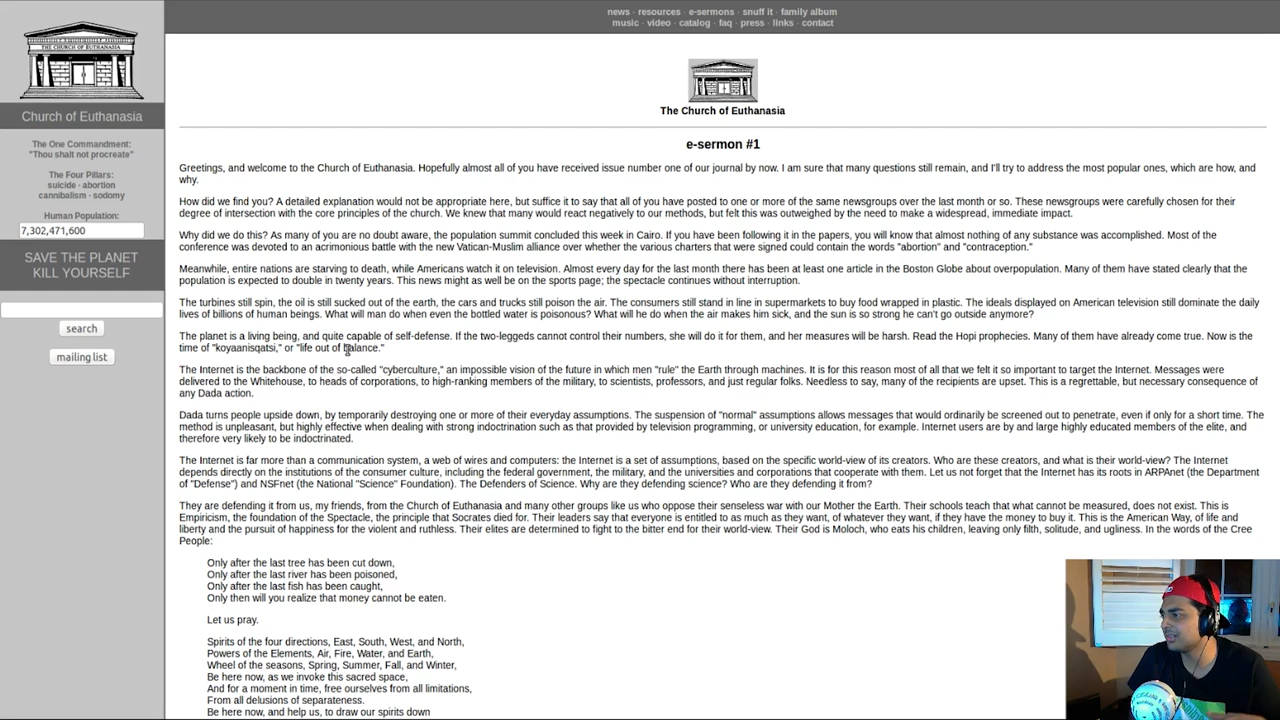 news · resources · e-sermons · snuff it · family album
music · video · catalog · faq · press · links · contact
THE CHURCH OF EUTHANASIA
Church of Euthanasia
The One Commandment:
"Thou shalt not procreate"
The Four Pillars:
suicide · abortion
cannibalism · sodomy
Human Population:
7,302,471,600
SAVE THE PLANET
KILL YOURSELF
search
mailing list
The Church of Euthanasia
e-sermon #1
Greetings, and welcome to the Church of Euthanasia. Hopefully almost all of you have received issue number one of our journal by now. I am sure that many questions still remain, and I'll try to address the most popular ones, which are how, and
why.
How did we find you? A detailed explanation would not be appropriate here, but suffice it to say that all of you have posted to one or more of the same newsgroups over the last month or so. These newsgroups were carefully chosen for their
degree of intersection with the core principles of the church. We knew that many would react negatively to our methods, but felt this was outweighed by the need to make a widespread, immediate impact.
Why did we do this? As many of you are no doubt aware, the population summit concluded this week in Cairo. If you have been following it in the papers, you will know that almost nothing of any substance was accomplished. Most of the
conference was devoted to an acrimonious battle with the new Vatican-Muslim alliance over whether the various charters that were signed could contain the words "abortion" and "contraception."
Meanwhile, entire nations are starving to death, while Americans watch it on television. Almost every day for the last month there has been at least one article in the Boston Globe about overpopulation. Many of them have stated clearly that the
population is expected to double in twenty years. This news might as well be on the sports page; the spectacle continues without interruption.
The turbines still spin, the oil is still sucked out of the earth, the cars and trucks still poison the air. The consumers still stand in line in supermarkets to buy food wrapped in plastic. The ideals displayed on American television still dominate the daily
lives of billions of human beings. What will man do when even the bottled water is poisonous? What will he do when the air makes him sick, and the sun is so strong he can't go outside anymore?
The planet is a living being, and quite capable of self-defense. If the two-leggeds cannot control their numbers, she will do it for them, and her measures will be harsh. Read the Hopi prophecies. Many of them have already come true. Now is the
time of "koyaanisqatsi," or "life out of balance."
The Internet is the backbone of the so-called "cyberculture," an impossible vision of the future in which men "rule" the Earth through machines. It is for this reason most of all that we felt it so important to target the Internet. Messages were
delivered to the Whitehouse, to heads of corporations, to high-ranking members of the military, to scientists, professors, and just regular folks. Needless to say, many of the recipients are upset. This is a regrettable, but necessary consequence of
any Dada action.
Dada turns people upside down, by temporarily destroying one or more of their everyday assumptions. The suspension of "normal" assumptions allows messages that would ordinarily be screened out to penetrate, even if only for a short time. The
method is unpleasant, but highly effective when dealing with strong indoctrination such as that provided by television programming, or university education, for example. Internet users are by and large highly educated members of the elite, and
therefore very likely to be indoctrinated.
The Internet is far more than a communication system, a web of wires and computers: the Internet is a set of assumptions, based on the specific world-view of its creators. Who are these creators, and what is their world-view? The Internet
depends directly on the institutions of the consumer culture, including the federal government, the military, and the universities and corporations that cooperate with them. Let us not forget that the Internet has its roots in ARPAnet (the Department
of "Defense") and NSFnet (the National "Science" Foundation). The Defenders of Science. Why are they defending science? Who are they defending it from?
They are defending it from us, my friends, from the Church of Euthanasia and many other groups like us who oppose their senseless war with our Mother the Earth. Their schools teach that what cannot be measured, does not exist. This is
Empiricism, the foundation of the Spectacle, the principle that Socrates died for. Their leaders say that everyone is entitled to as much as they want, of whatever they want, if they have the money to buy it. This is the American Way, of life and
liberty and the pursuit of happiness for the violent and ruthless. Their elites are determined to fight to the bitter end for their world-view. Their God is Moloch, who eats his children, leaving only filth, solitude, and ugliness. In the words of the Cree
People:
Only after the last tree has been cut down,
Only after the last river has been poisoned,
Only after the last fish has been caught,
Only then will you realize that money cannot be eaten.
Let us pray.
Spirits of the four directions, East, South, West, and North,
Powers of the Elements, Air, Fire, Water, and Earth,
Wheel of the seasons, Spring, Summer, Fall, and Winter,
Be here now, as we invoke this sacred space,
And for a moment in time, free ourselves from all limitations,
From all delusions of separateness.
Be here now, and help us, to draw our spirits down